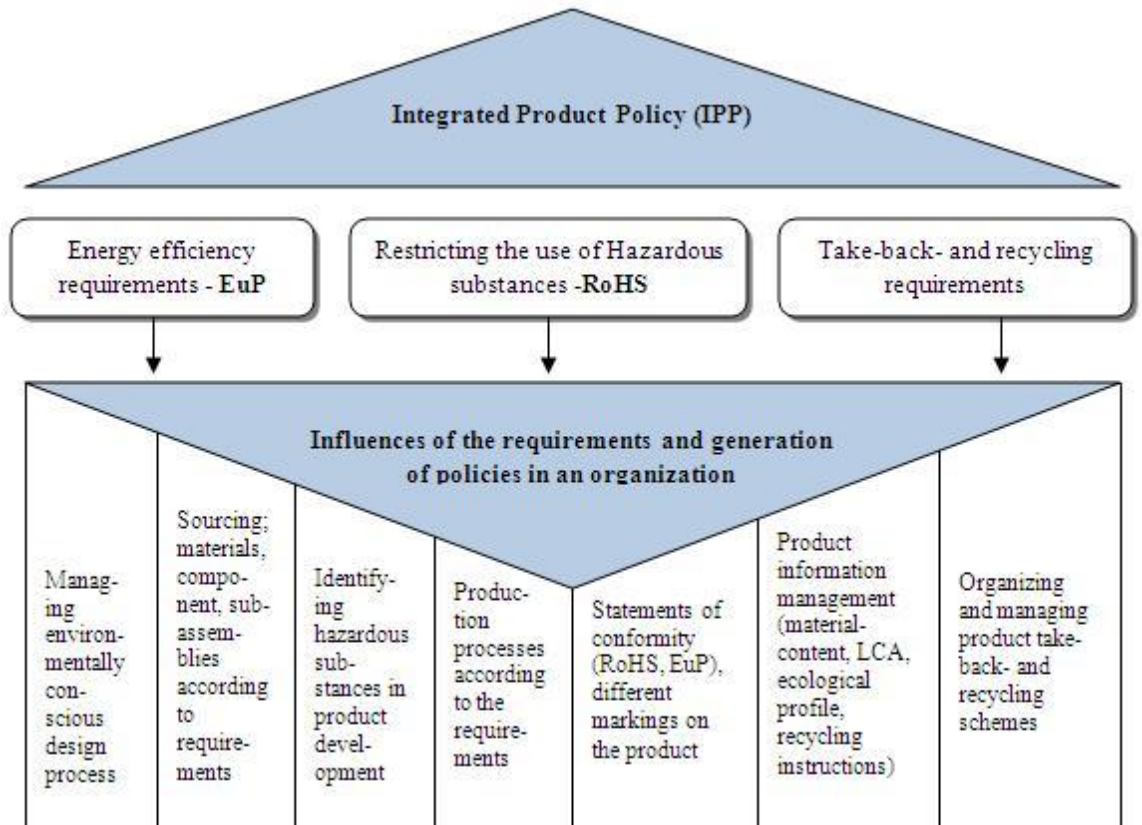 Integrated Product Policy (IPP)
Energy efficiency
requirements - EuP
Restricting the use of Hazardous
substances -RoHS
Take-back- and recycling
requirements
Influences of the requirements and generation
of policies in an organization
Manag-
ing
environ-
mentally
con-
scious
design
process
Sourcing;
materials,
compo-
nent, sub-
assem-
blies
according
to
require-
ments
Identify-
ing
hazardous
sub-
stances in
product
devel-
opment
Produc-
tion
processes
according
to the
require-
ments
Statements of
conformity
(RoHS, EuP),
different
markings on
the product
Product
information
management
(material-
content, LCA,
ecological
profile,
recycling
instructions)
Organizing
and managing
product take-
back- and
recycling
schemes